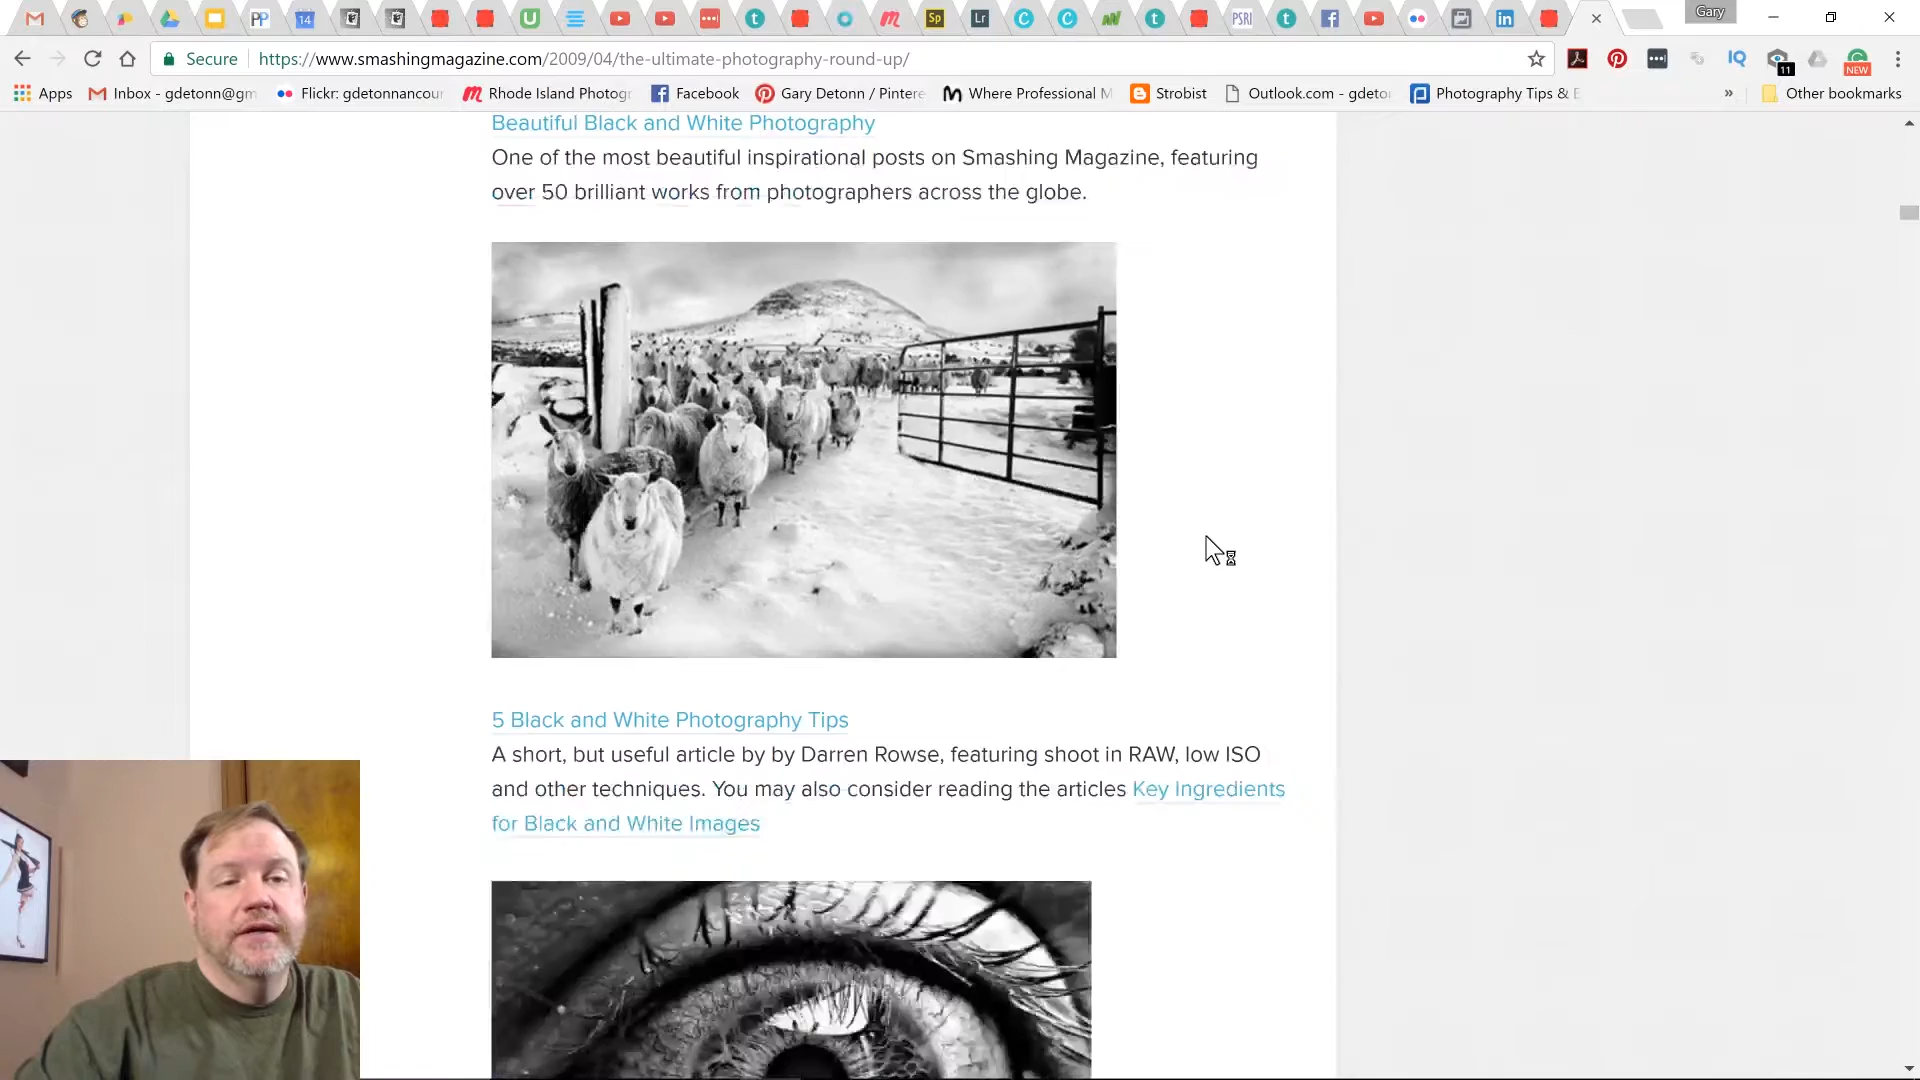 Gary
Secure https://www.smashingmagazine.com/2009/04/the-ultimate-photography-round-up/
Apps Inbox - gdetonn@gm Flickr: gdetonnancour Rhode Island Photog Facebook Gary Detonn / Pintere Where Professional M Strobist Outlook.com - gdeto Photography Tips & E » Other bookmarks
Beautiful Black and White Photography
One of the most beautiful inspirational posts on Smashing Magazine, featuring
over 50 brilliant works from photographers across the globe.
5 Black and White Photography Tips
A short, but useful article by by Darren Rowse, featuring shoot in RAW, low ISO
and other techniques. You may also consider reading the articles Key Ingredients
for Black and White Images